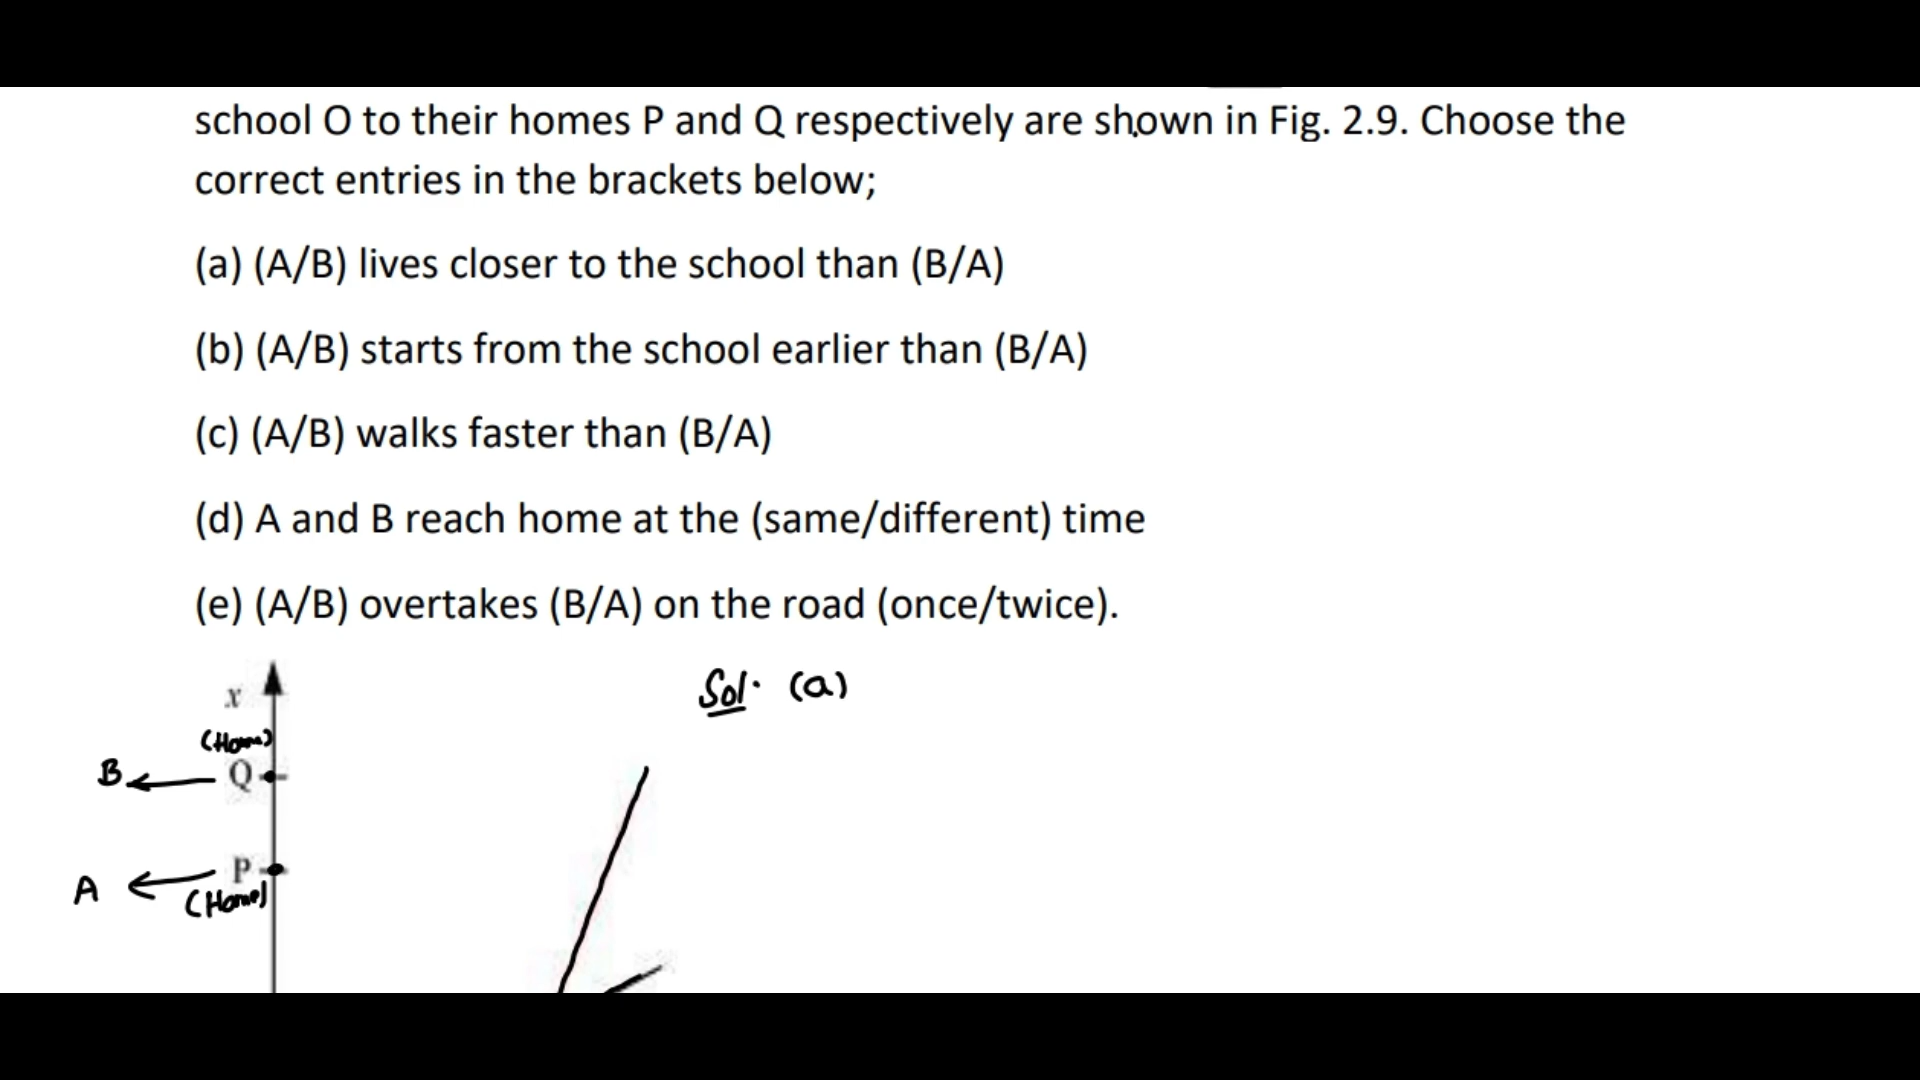 school O to their homes P and Q respectively are shown in Fig. 2.9. Choose the
correct entries in the brackets below;
(a) (A/B) lives closer to the school than (B/A)
(b) (A/B) starts from the school earlier than (B/A)
(c) (A/B) walks faster than (B/A)
(d) A and B reach home at the (same/different) time
(e) (A/B) overtakes (B/A) on the road (once/twice).
x
Sol. (a)
(Home)
B Q
A P
(Home)